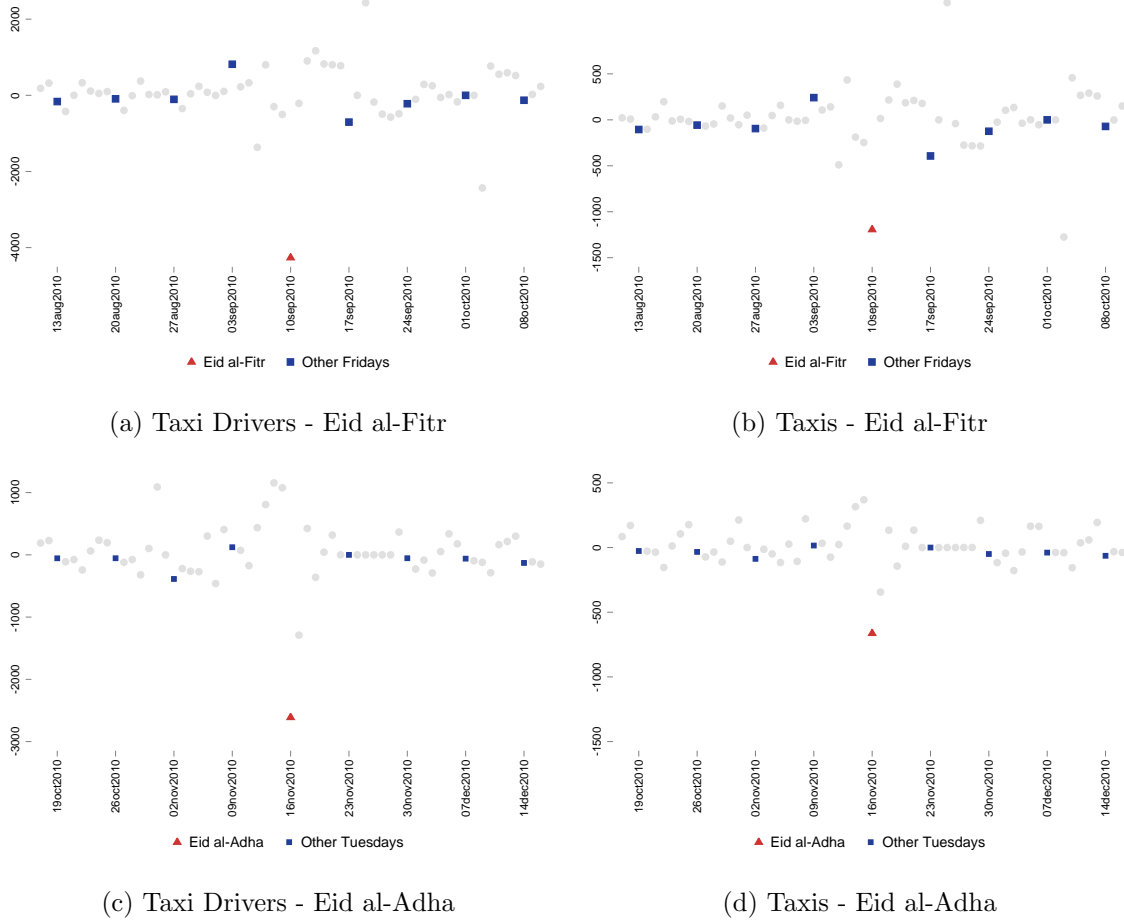 2000
0
-2000
-4000
13aug2010
20aug2010
27aug2010
03sep2010
10sep2010
17sep2010
24sep2010
01oct2010
08oct2010
Eid al-Fitr Other Fridays
(a) Taxi Drivers - Eid al-Fitr
500
0
-500
-1000
-1500
13aug2010
20aug2010
27aug2010
03sep2010
10sep2010
17sep2010
24sep2010
01oct2010
08oct2010
Eid al-Fitr Other Fridays
(b) Taxis - Eid al-Fitr
1000
0
-1000
-2000
-3000
19oct2010
26oct2010
02nov2010
09nov2010
16nov2010
23nov2010
30nov2010
07dec2010
14dec2010
Eid al-Adha Other Tuesdays
(c) Taxi Drivers - Eid al-Adha
500
0
-500
-1000
-1500
19oct2010
26oct2010
02nov2010
09nov2010
16nov2010
23nov2010
30nov2010
07dec2010
14dec2010
Eid al-Adha Other Tuesdays
(d) Taxis - Eid al-Adha